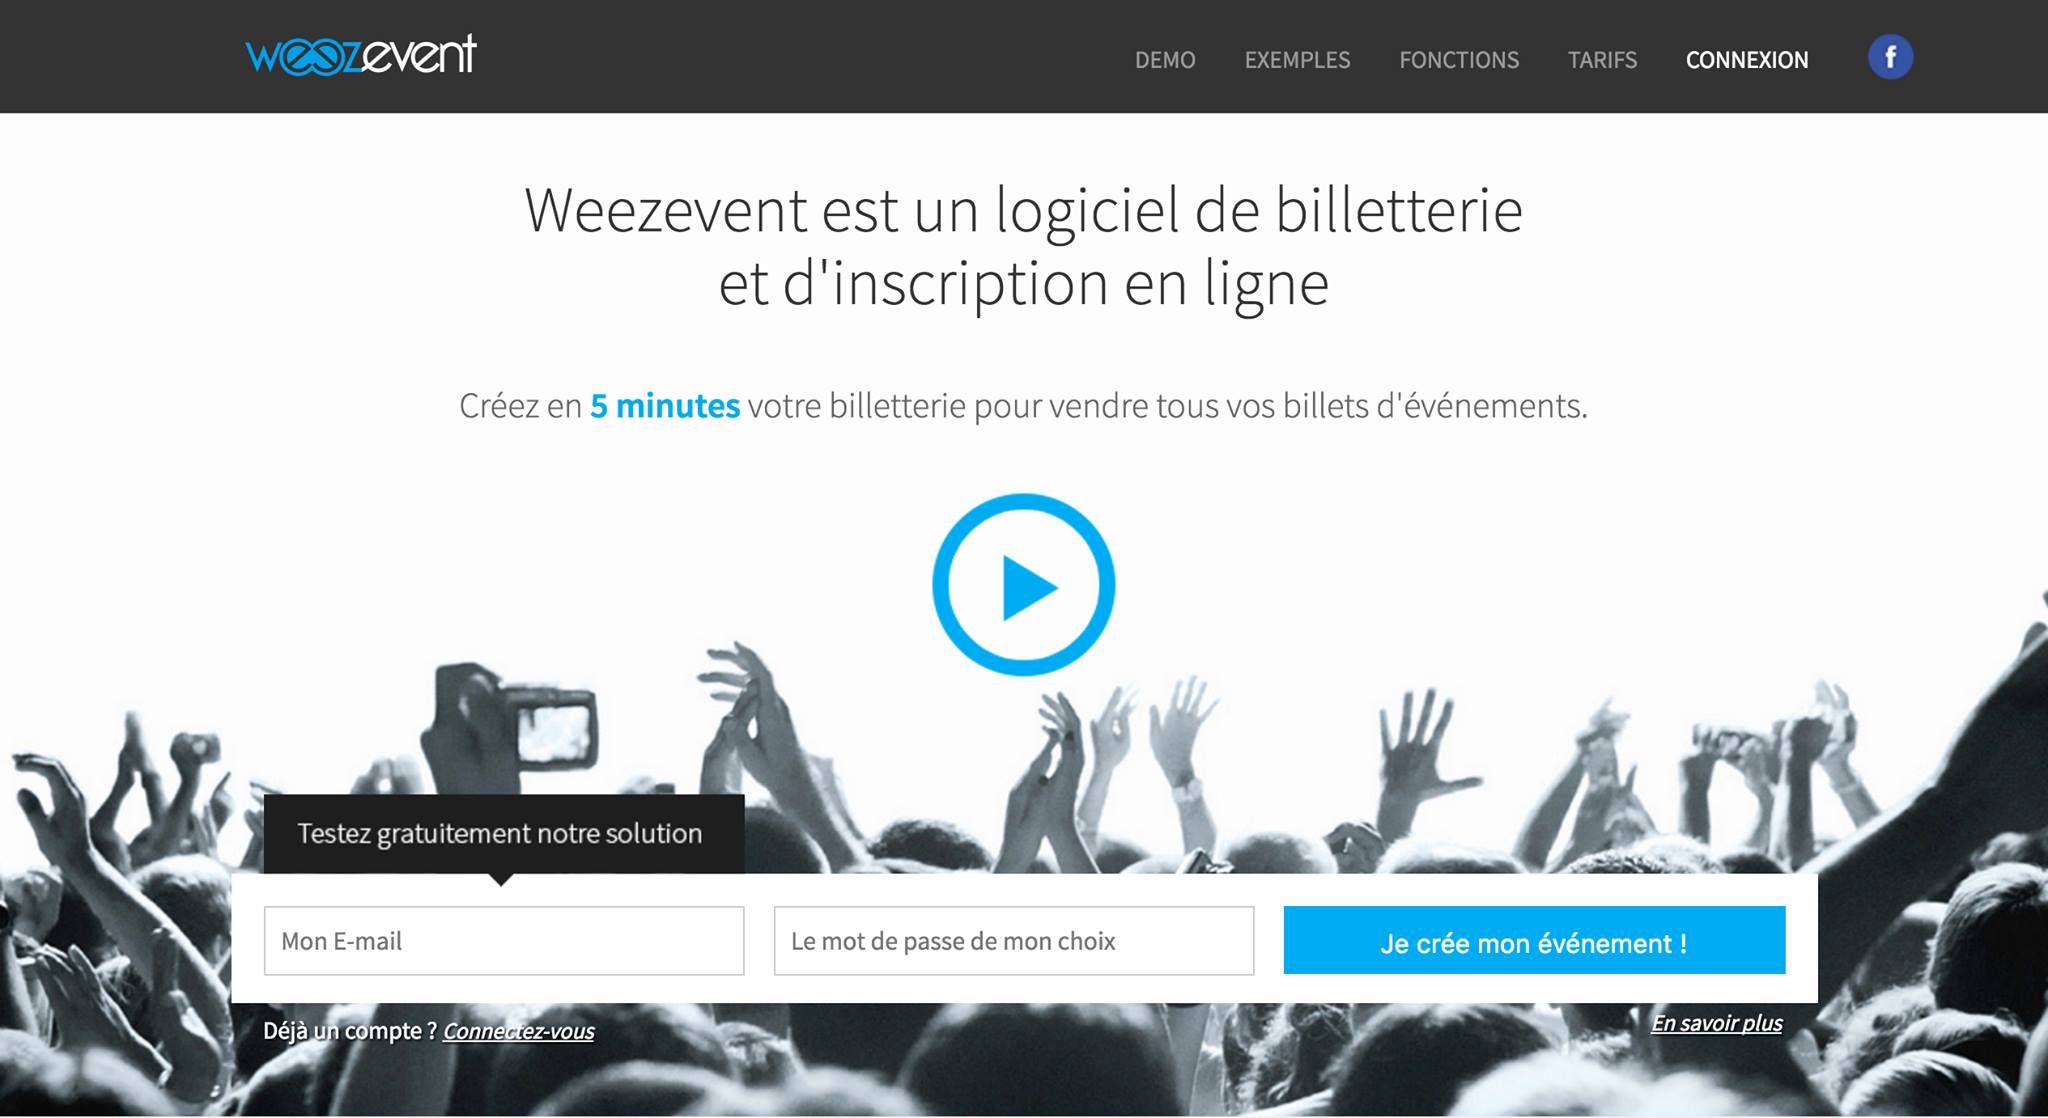 weezevent
DEMO
EXEMPLES
FONCTIONS
TARIFS
CONNEXION
f
Weezevent est un logiciel de billetterie
et d'inscription en ligne
Créez en 5 minutes votre billetterie pour vendre tous vos billets d'événements.
Testez gratuitement notre solution
Mon E-mail
Le mot de passe de mon choix
Je crée mon événement !
Déjà un compte ? Connectez-vous
En savoir plus